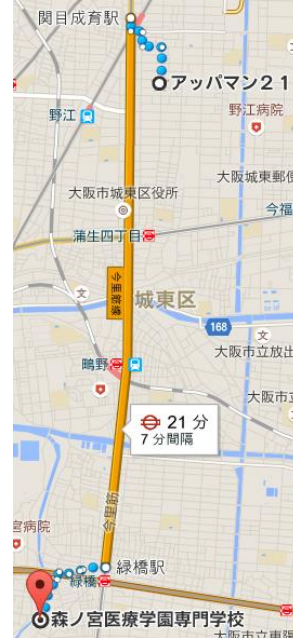 関目成育駅
アッパマン21
野江
野江病院
大阪城東郵便
大阪市城東区役所
今福
蒲生四丁目
今里筋線
城東区
168
文
文
大阪市立放出
鴫野
大阪市立
21 分
7 分間隔
今里筋
宮病院
緑橋駅
緑橋
森ノ宮医療学園専門学校
大阪市立東陽